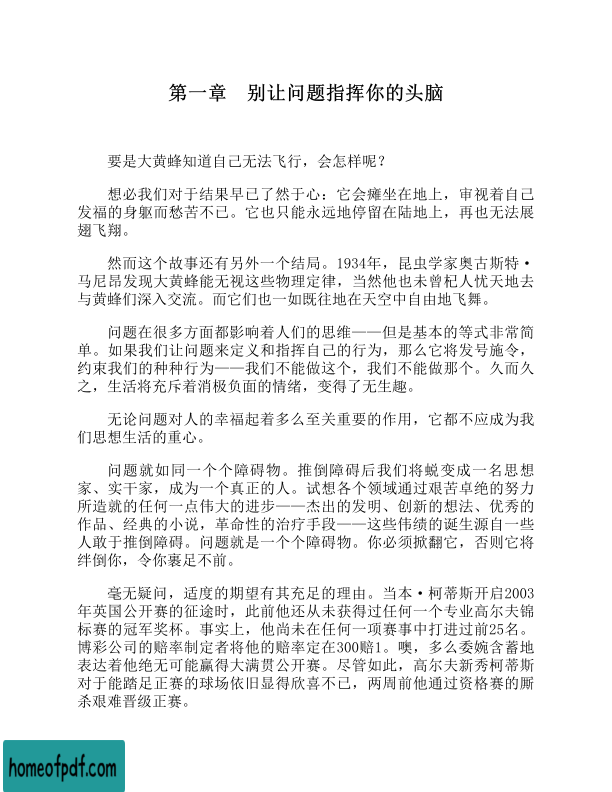 第一章　别让问题指挥你的头脑
要是大黄蜂知道自己无法飞行，会怎样呢？
想必我们对于结果早已了然于心：它会瘫坐在地上，审视着自己
发福的身躯而愁苦不已。它也只能永远地停留在陆地上，再也无法展
翅飞翔。
然而这个故事还有另外一个结局。1934年，昆虫学家奥古斯特·
马尼昂发现大黄蜂能无视这些物理定律，当然他也未曾杞人忧天地去
与黄蜂们深入交流。而它们也一如既往地在天空中自由地飞舞。
问题在很多方面都影响着人们的思维——但是基本的等式非常简
单。如果我们让问题来定义和指挥自己的行为，那么它将发号施令，
约束我们的种种行为——我们不能做这个，我们不能做那个。久而久
之，生活将充斥着消极负面的情绪，变得了无生趣。
无论问题对人的幸福起着多么至关重要的作用，它都不应成为我
们思想生活的重心。
问题就如同一个个障碍物。推倒障碍后我们将蜕变成一名思想
家、实干家，成为一个真正的人。试想各个领域通过艰苦卓绝的努力
所造就的任何一点伟大的进步——杰出的发明、创新的想法、优秀的
作品、经典的小说，革命性的治疗手段——这些伟绩的诞生源自一些
人敢于推倒障碍。问题就是一个个障碍物。你必须掀翻它，否则它将
绊倒你，令你裹足不前。
毫无疑问，适度的期望有其充足的理由。当本·柯蒂斯开启2003
年英国公开赛的征途时，此前他还从未获得过任何一个专业高尔夫锦
标赛的冠军奖杯。事实上，他尚未在任何一项赛事中打进过前25名。
博彩公司的赔率制定者将他的赔率定在300赔1。噢，多么委婉含蓄地
表达着他绝无可能赢得大满贯公开赛。尽管如此，高尔夫新秀柯蒂斯
对于能踏足正赛的球场依旧显得欣喜不已，两周前他通过资格赛的厮
杀艰难晋级正赛。
homeofpdf.com